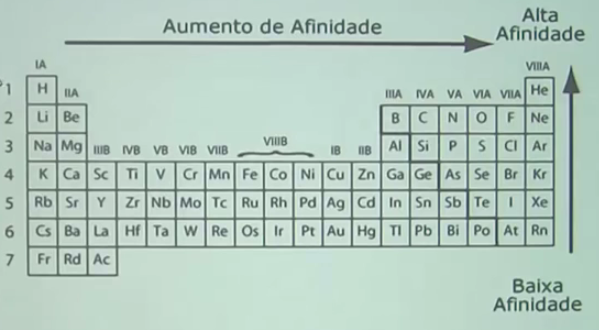 Aumento de Afinidade
Alta
Afinidade
IA
VIIIA
1 H IIA IIIA IVA VA VIA VIIA He
2 Li Be B C N O F Ne
3 Na Mg IIIB IVB VB VIB VIIB VIIIB IB IIB Al Si P S Cl Ar
4 K Ca Sc Ti V Cr Mn Fe Co Ni Cu Zn Ga Ge As Se Br Kr
5 Rb Sr Y Zr Nb Mo Tc Ru Rh Pd Ag Cd In Sn Sb Te I Xe
6 Cs Ba La Hf Ta W Re Os Ir Pt Au Hg Tl Pb Bi Po At Rn
7 Fr Rd Ac
Baixa
Afinidade